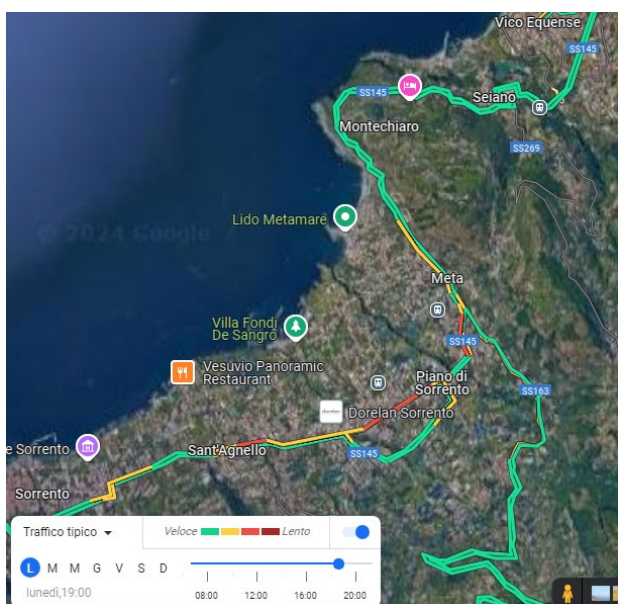 Vico Equense
SS145
SS145
Seiano
Montechiaro
SS269
Lido Metamare
© 2024 Google
Meta
Villa Fondi
De Sangro
SS145
Vesuvio Panoramic
Restaurant
Piano di
Sorrento
SS163
dorelan
Dorelan Sorrento
e Sorrento
Sant'Agnello
SS145
Sorrento
Traffico tipico
Veloce
Lento
L M M G V S D
lunedì,19:00
08:00 12:00 16:00 20:00